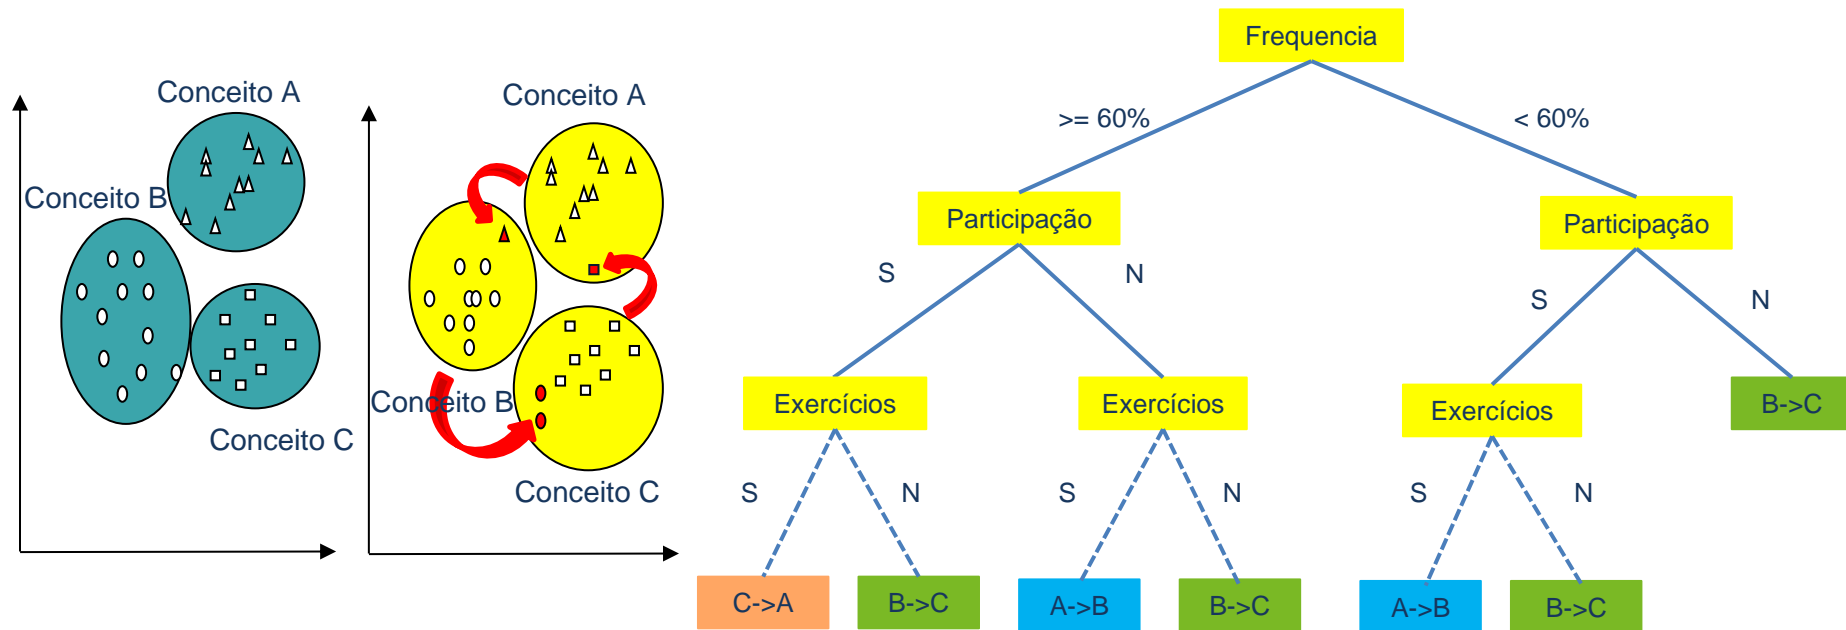 Conceito A
Conceito B
Conceito C
Conceito A
Conceito B
Conceito C
Frequencia
>= 60%
< 60%
Participação
Participação
S
N
S
N
Exercícios
Exercícios
Exercícios
B->C
S
N
S
N
S
N
C->A
B->C
A->B
B->C
A->B
B->C